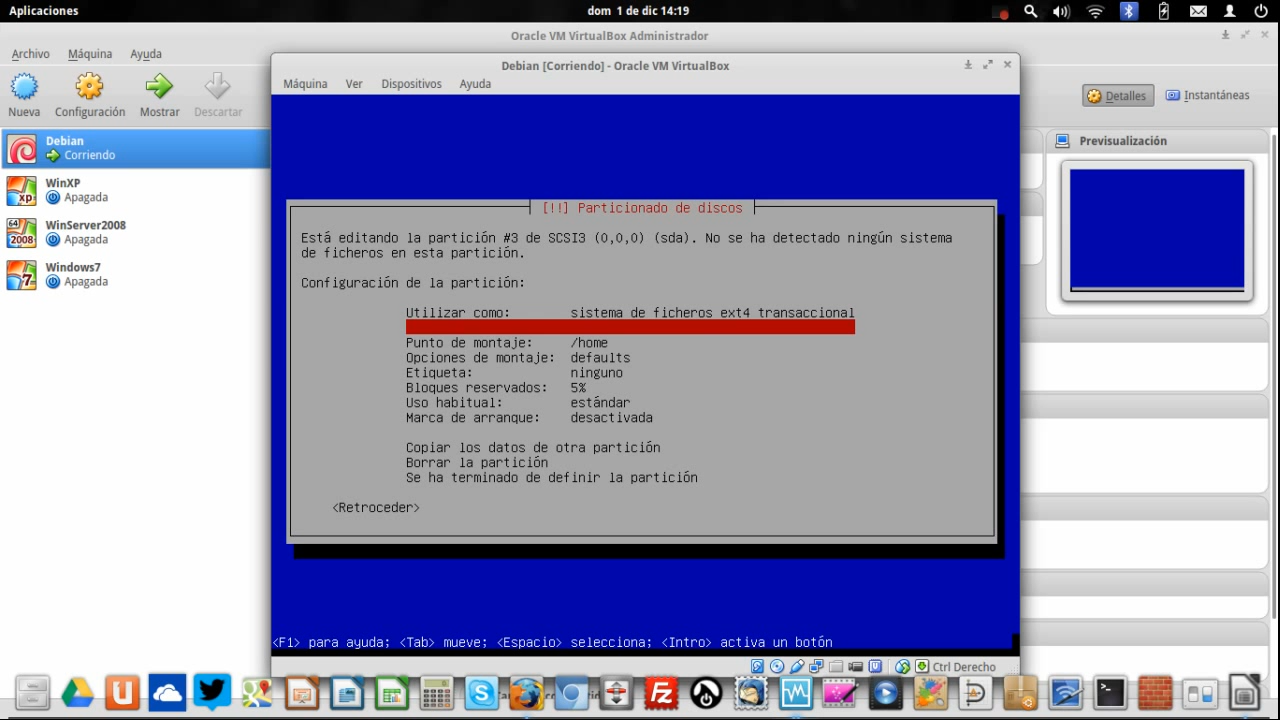 Aplicaciones
dom 1 de dic 14:19
Oracle VM VirtualBox Administrador
Archivo Máquina Ayuda
Nueva Configuración Mostrar Descartar
Detalles Instantáneas
Debian
Corriendo
WinXP
Apagada
WinServer2008
Apagada
Windows7
Apagada
Previsualización
Debian [Corriendo] - Oracle VM VirtualBox
Máquina Ver Dispositivos Ayuda
[!!] Particionado de discos
Está editando la partición #3 de SCSI3 (0,0,0) (sda). No se ha detectado ningún sistema
de ficheros en esta partición.
Configuración de la partición:
Utilizar como: sistema de ficheros ext4 transaccional
Punto de montaje: /home
Opciones de montaje: defaults
Etiqueta: ninguno
Bloques reservados: 5%
Uso habitual: estándar
Marca de arranque: desactivada
Copiar los datos de otra partición
Borrar la partición
Se ha terminado de definir la partición
<Retroceder>
<F1> para ayuda; <Tab> mueve; <Espacio> selecciona; <Intro> activa un botón
Ctrl Derecho